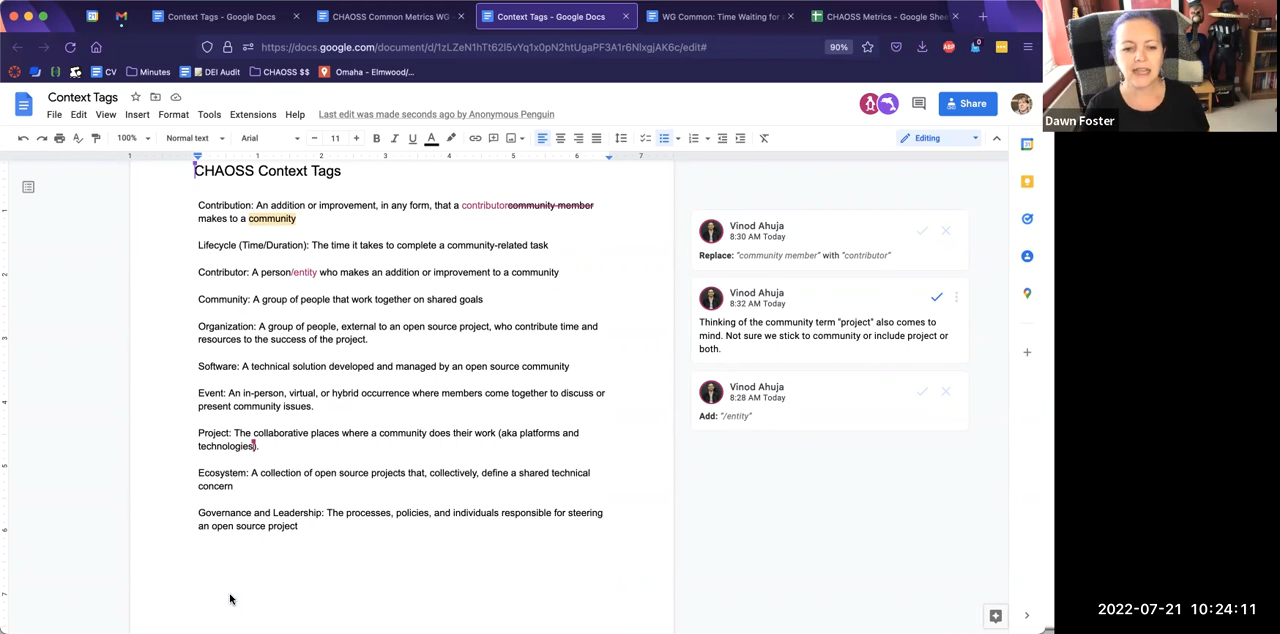 Context Tags - Google Docs
CHAOSS Common Metrics WG
Context Tags - Google Docs
WG Common: Time Waiting for
CHAOSS Metrics - Google Shee
https://docs.google.com/document/d/1zLZeN1hTt62I5vYq1x0pN2htUgaPF3A1r6NlxgjAK6c/edit#
90%
ABP
0
CV
Minutes
DEI Audit
CHAOSS $$
Omaha - Elmwood/...
Context Tags
File Edit View Insert Format Tools Extensions Help
Last edit was made seconds ago by Anonymous Penguin
Share
100%
Normal text
Arial
11
B I U A
Editing
1 1 2 3 4 5 6 7
CHAOSS Context Tags
Contribution: An addition or improvement, in any form, that a contributorcommunity member
makes to a community
Lifecycle (Time/Duration): The time it takes to complete a community-related task
Contributor: A person/entity who makes an addition or improvement to a community
Community: A group of people that work together on shared goals
Organization: A group of people, external to an open source project, who contribute time and
resources to the success of the project.
Software: A technical solution developed and managed by an open source community
Event: An in-person, virtual, or hybrid occurrence where members come together to discuss or
present community issues.
Project: The collaborative places where a community does their work (aka platforms and
technologies).
Ecosystem: A collection of open source projects that, collectively, define a shared technical
concern
Governance and Leadership: The processes, policies, and individuals responsible for steering
an open source project
Vinod Ahuja
8:30 AM Today
Replace: "community member" with "contributor"
Vinod Ahuja
8:32 AM Today
Thinking of the community term "project" also comes to
mind. Not sure we stick to community or include project or
both.
Vinod Ahuja
8:28 AM Today
Add: "/entity"
Dawn Foster
2022-07-21 10:24:11